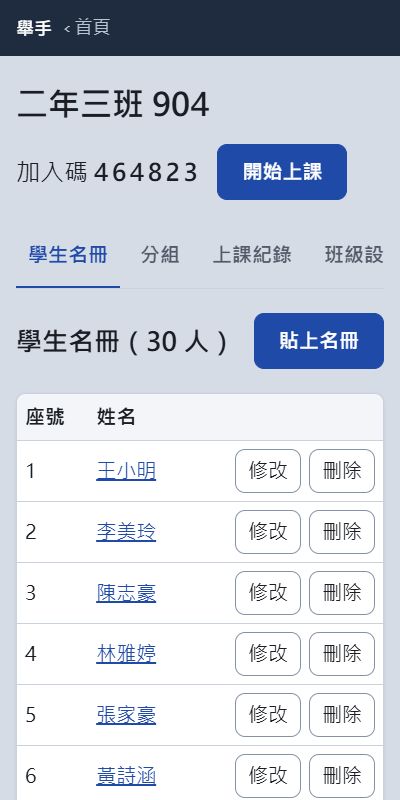 舉手 ‹ 首頁
二年三班 904
加入碼 464823 開始上課
學生名冊 分組 上課紀錄 班級設
學生名冊（30 人） 貼上名冊
座號 姓名
1 王小明 修改 刪除
2 李美玲 修改 刪除
3 陳志豪 修改 刪除
4 林雅婷 修改 刪除
5 張家豪 修改 刪除
6 黃詩涵 修改 刪除